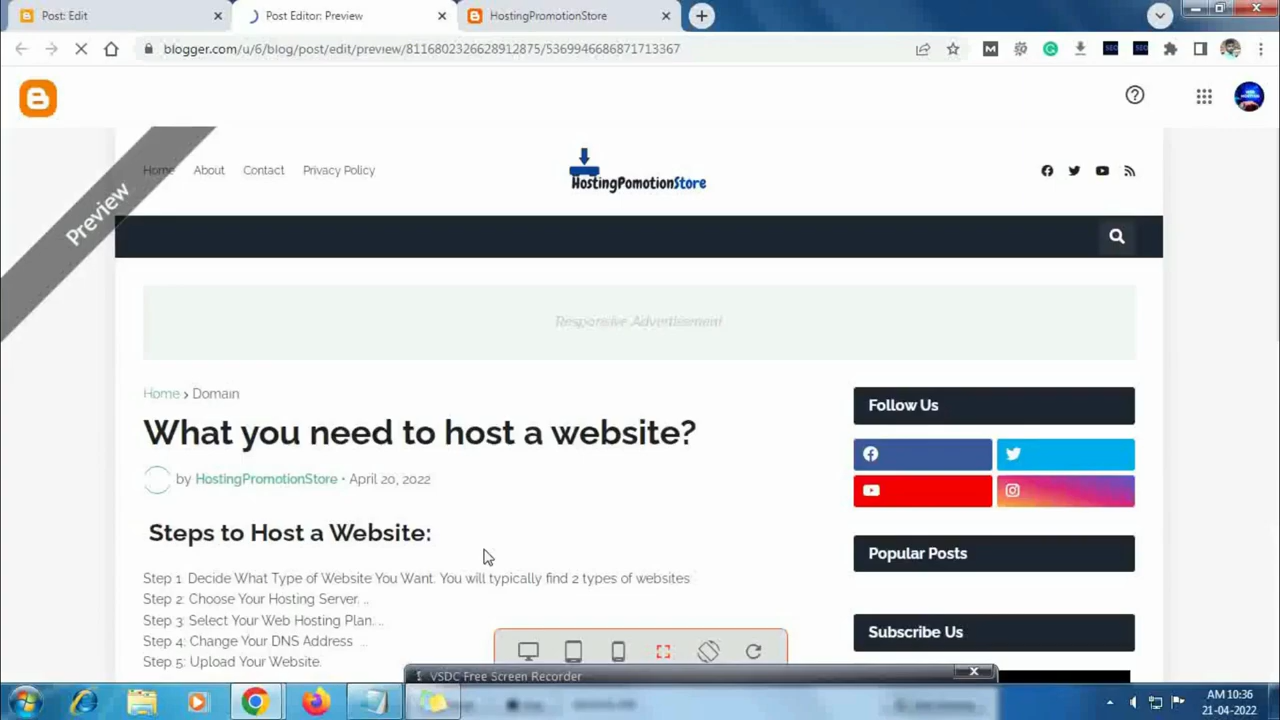 Post: Edit
Post Editor: Preview
HostingPromotionStore
blogger.com/u/6/blog/post/edit/preview/8116802326628912875/5369946686871713367
Preview
Home About Contact Privacy Policy
HostingPomotionStore
Responsive Advertisement
Home > Domain
What you need to host a website?
by HostingPromotionStore • April 20, 2022
Steps to Host a Website:
Step 1: Decide What Type of Website You Want. You will typically find 2 types of websites
Step 2: Choose Your Hosting Server. ..
Step 3: Select Your Web Hosting Plan. ..
Step 4: Change Your DNS Address ...
Step 5: Upload Your Website.
Follow Us
Popular Posts
Subscribe Us
VSDC Free Screen Recorder
AM 10:36
21-04-2022